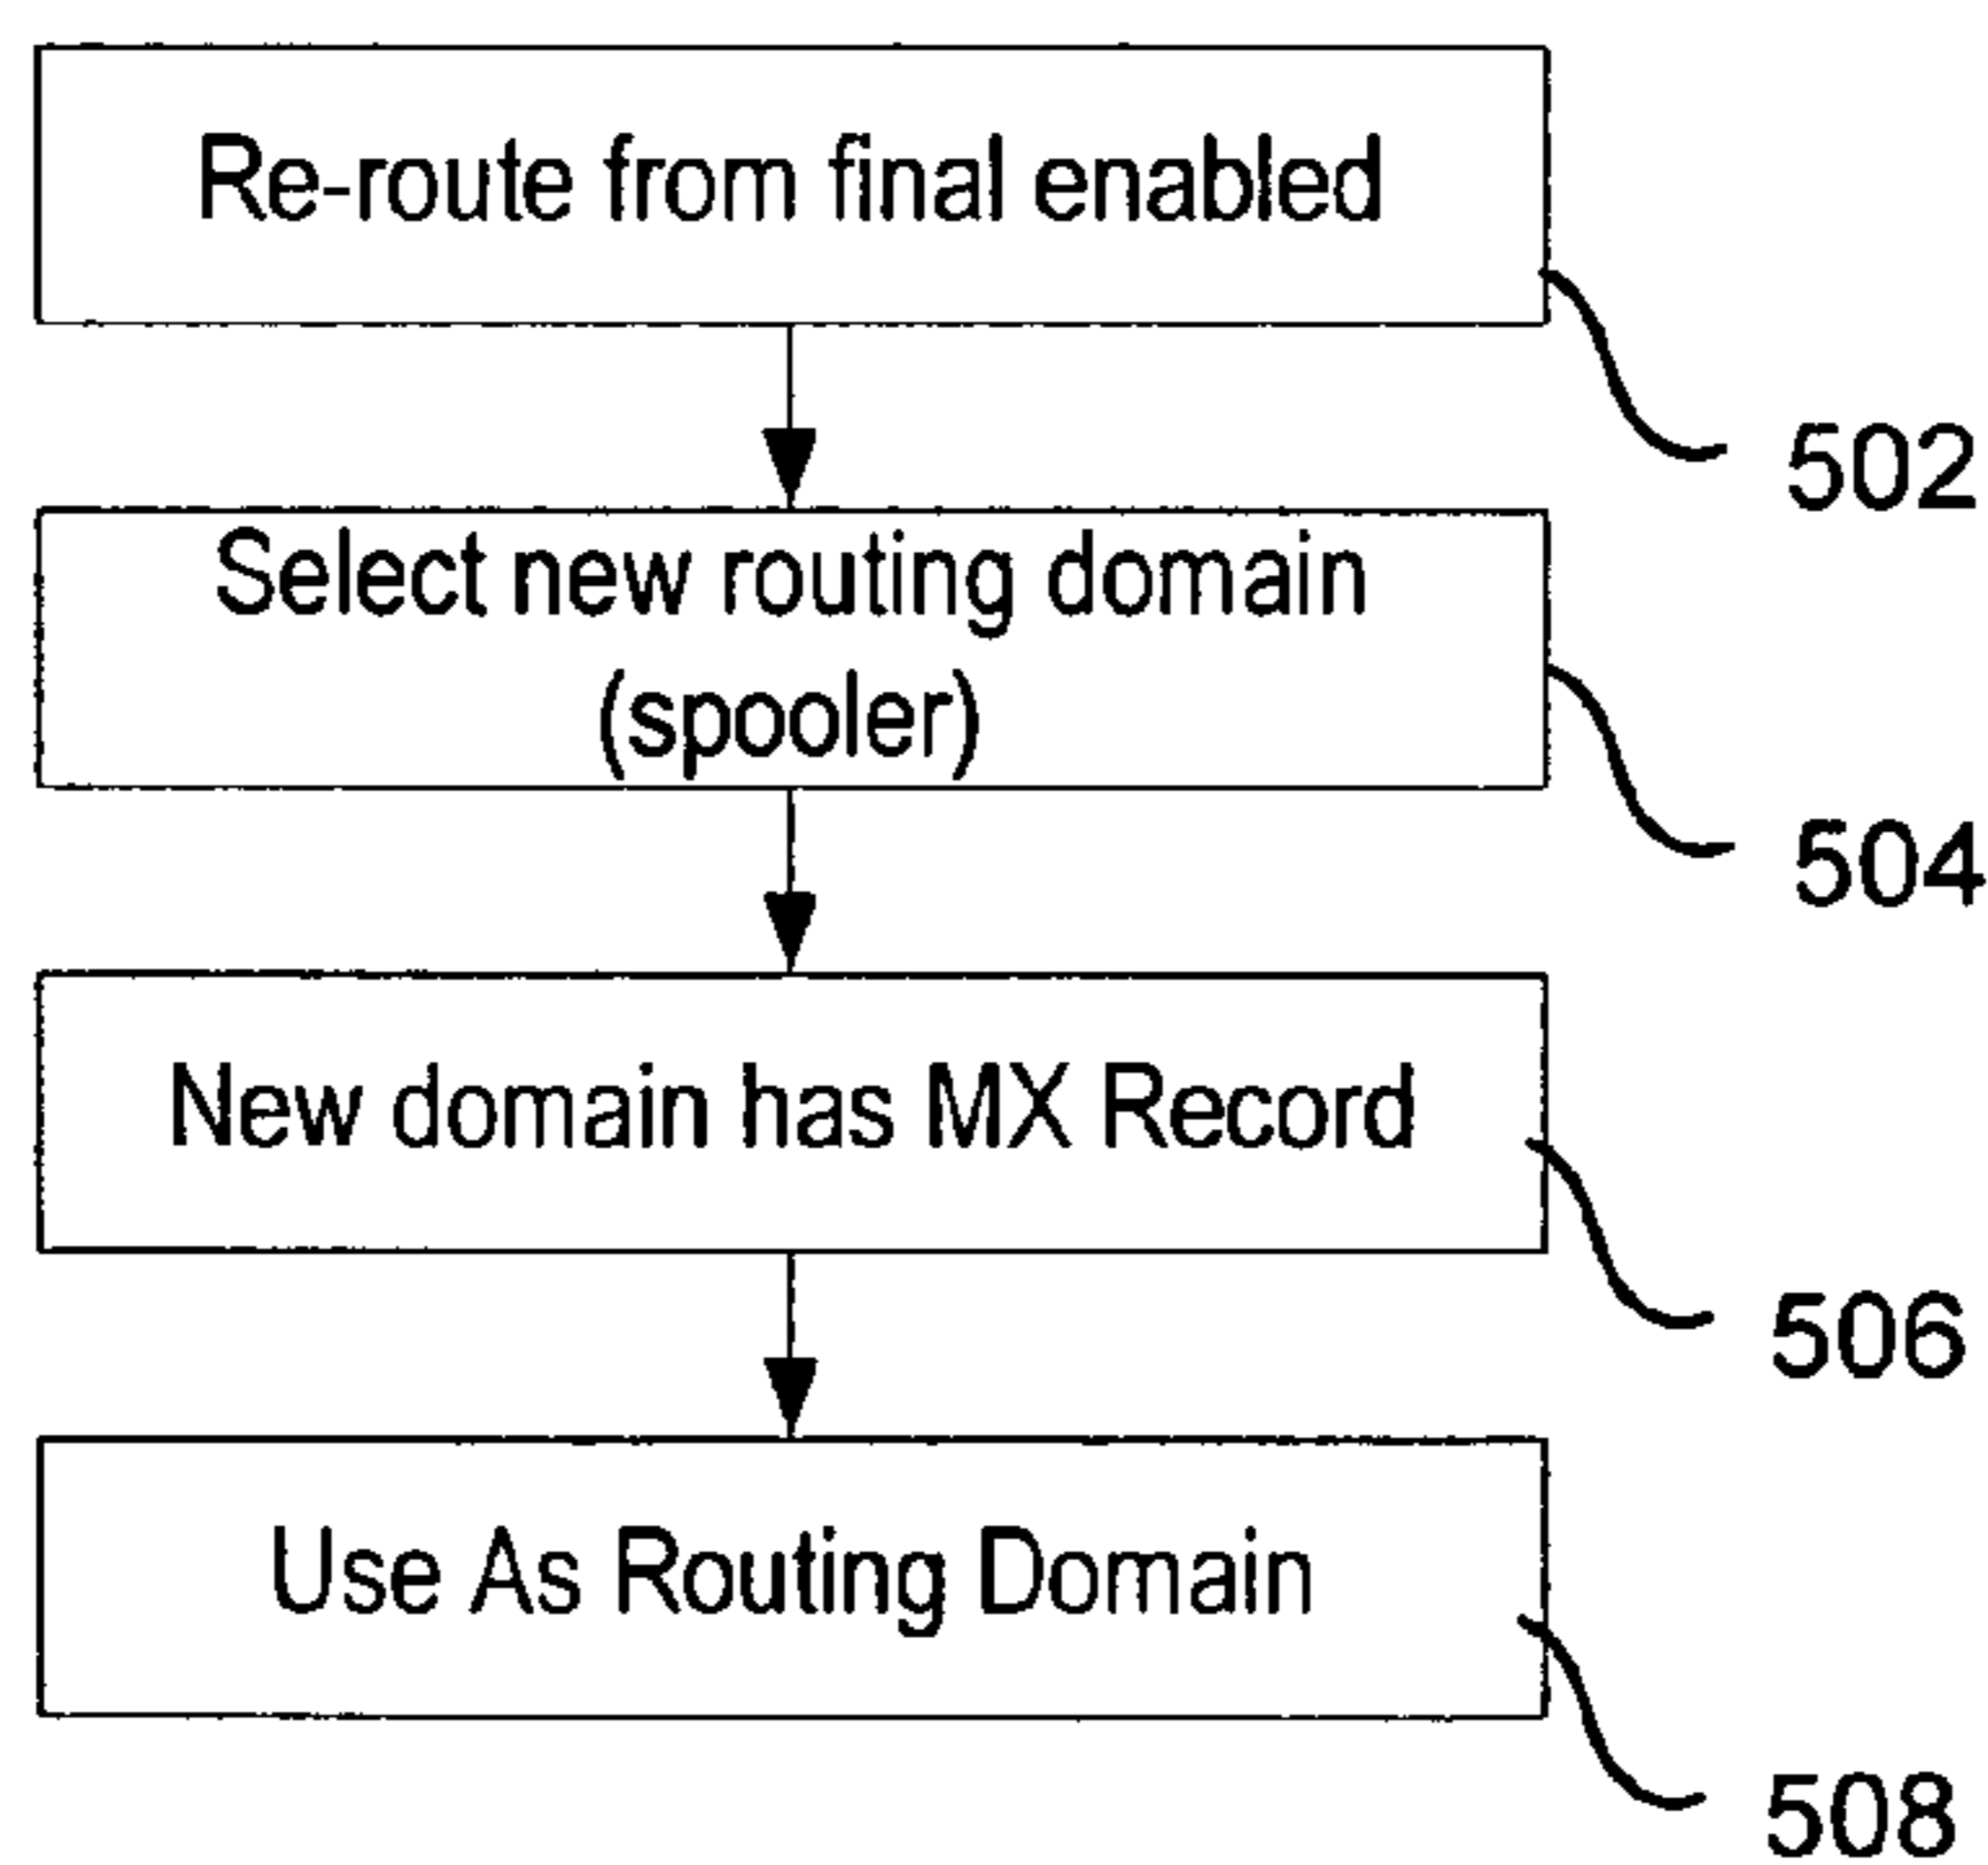 Re-route from final enabled
502
Select new routing domain
(spooler)
504
New domain has MX Record
506
Use As Routing Domain
508